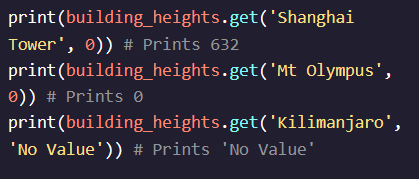 print(building_heights.get('Shanghai
Tower', 0)) # Prints 632
print(building_heights.get('Mt Olympus',
0)) # Prints 0
print(building_heights.get('Kilimanjaro',
'No Value')) # Prints 'No Value'